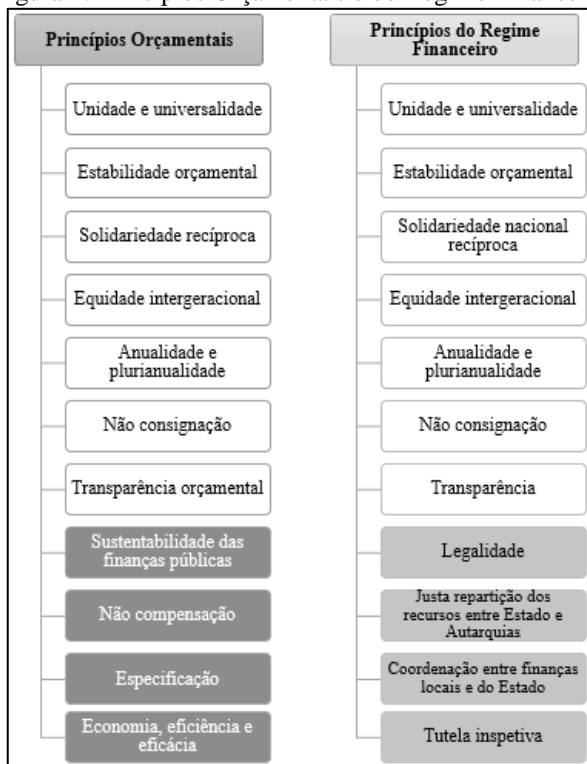 Princípios Orçamentais
Unidade e universalidade
Estabilidade orçamental
Solidariedade recíproca
Equidade intergeracional
Anualidade e
plurianualidade
Não consignação
Transparência orçamental
Sustentabilidade das
finanças públicas
Não compensação
Especificação
Economia, eficiência e
eficácia
Princípios do Regime
Financeiro
Unidade e universalidade
Estabilidade orçamental
Solidariedade nacional
recíproca
Equidade intergeracional
Anualidade e
plurianualidade
Não consignação
Transparência
Legalidade
Justa repartição dos
recursos entre Estado e
Autarquias
Coordenação entre finanças
locais e do Estado
Tutela inspetiva